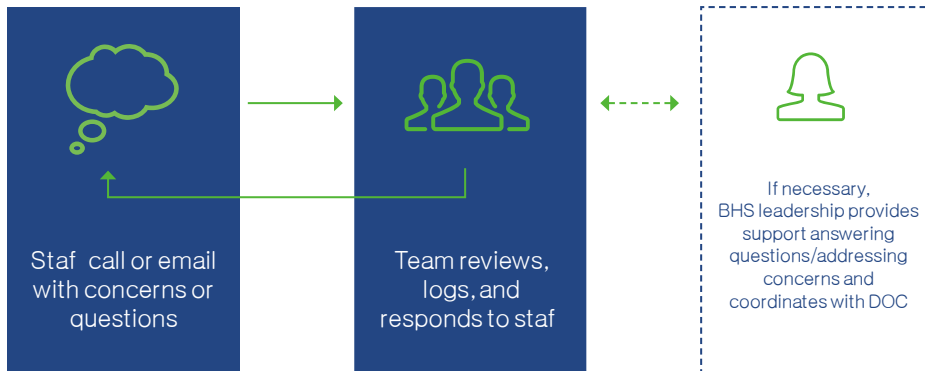 Staf call or email
with concerns or
questions
Team reviews,
logs, and
responds to staf
If necessary,
BHS leadership provides
support answering
questions/addressing
concerns and
coordinates with DOC